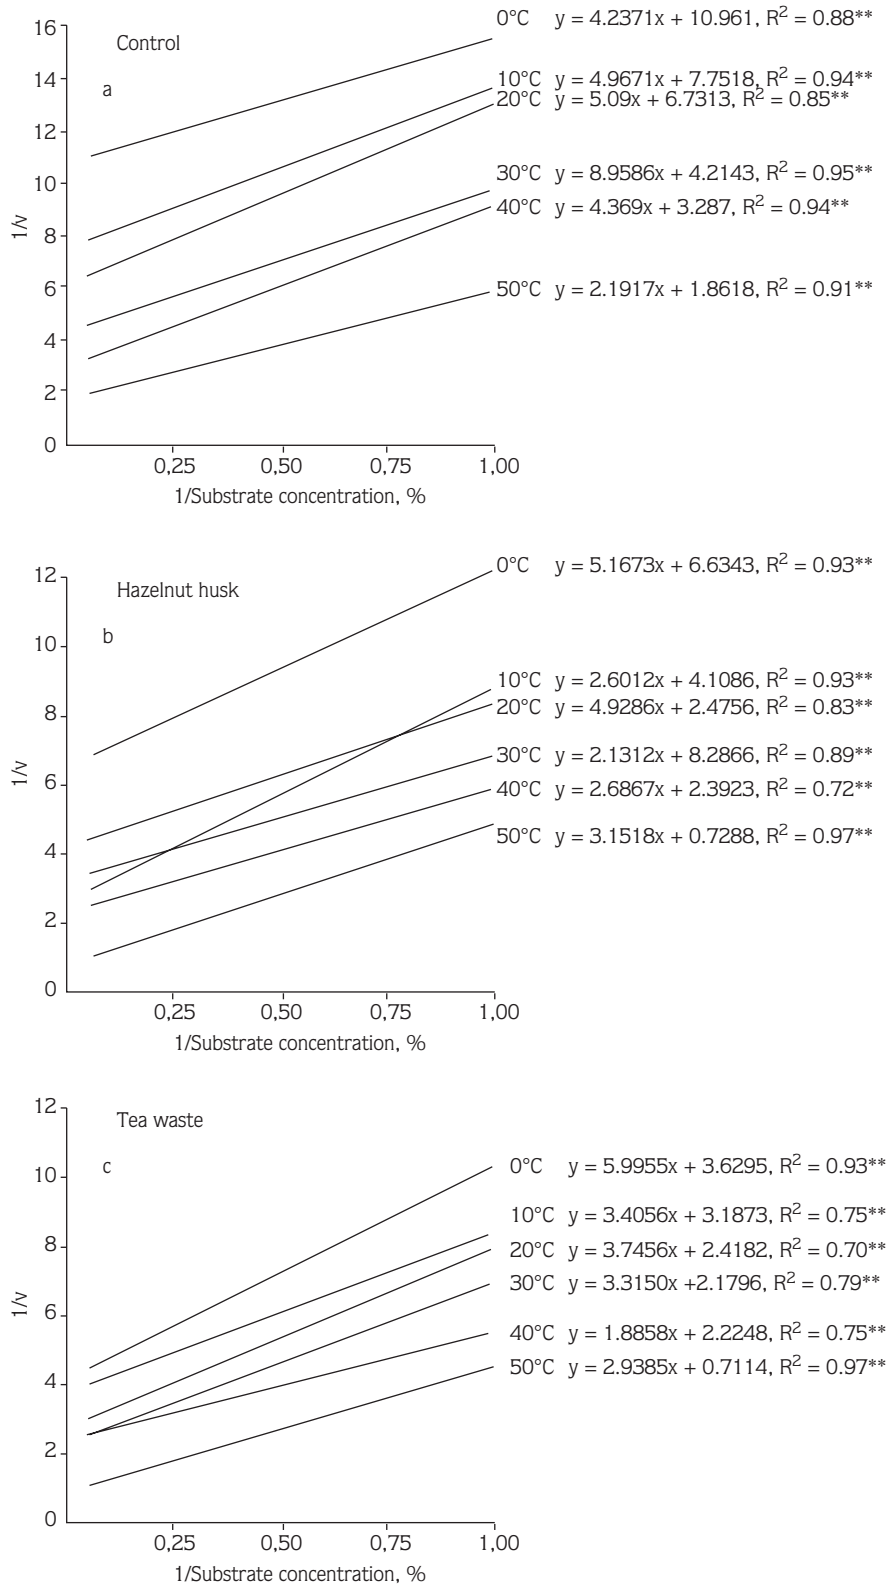 Control
a
16
14
12
10
8
6
4
2
0
1/v
0°C y = 4.2371x + 10.961, R² = 0.88**
10°C y = 4.9671x + 7.7518, R² = 0.94**
20°C y = 5.09x + 6.7313, R² = 0.85**
30°C y = 8.9586x + 4.2143, R² = 0.95**
40°C y = 4.369x + 3.287, R² = 0.94**
50°C y = 2.1917x + 1.8618, R² = 0.91**
0,25 0,50 0,75 1,00
1/Substrate concentration, %
Hazelnut husk
b
12
10
8
6
4
2
0
1/v
0°C y = 5.1673x + 6.6343, R² = 0.93**
10°C y = 2.6012x + 4.1086, R² = 0.93**
20°C y = 4.9286x + 2.4756, R² = 0.83**
30°C y = 2.1312x + 8.2866, R² = 0.89**
40°C y = 2.6867x + 2.3923, R² = 0.72**
50°C y = 3.1518x + 0.7288, R² = 0.97**
0,25 0,50 0,75 1,00
1/Substrate concentration, %
Tea waste
c
12
10
8
6
4
2
0
1/v
0°C y = 5.9955x + 3.6295, R² = 0.93**
10°C y = 3.4056x + 3.1873, R² = 0.75**
20°C y = 3.7456x + 2.4182, R² = 0.70**
30°C y = 3.3150x +2.1796, R² = 0.79**
40°C y = 1.8858x + 2.2248, R² = 0.75**
50°C y = 2.9385x + 0.7114, R² = 0.97**
0,25 0,50 0,75 1,00
1/Substrate concentration, %